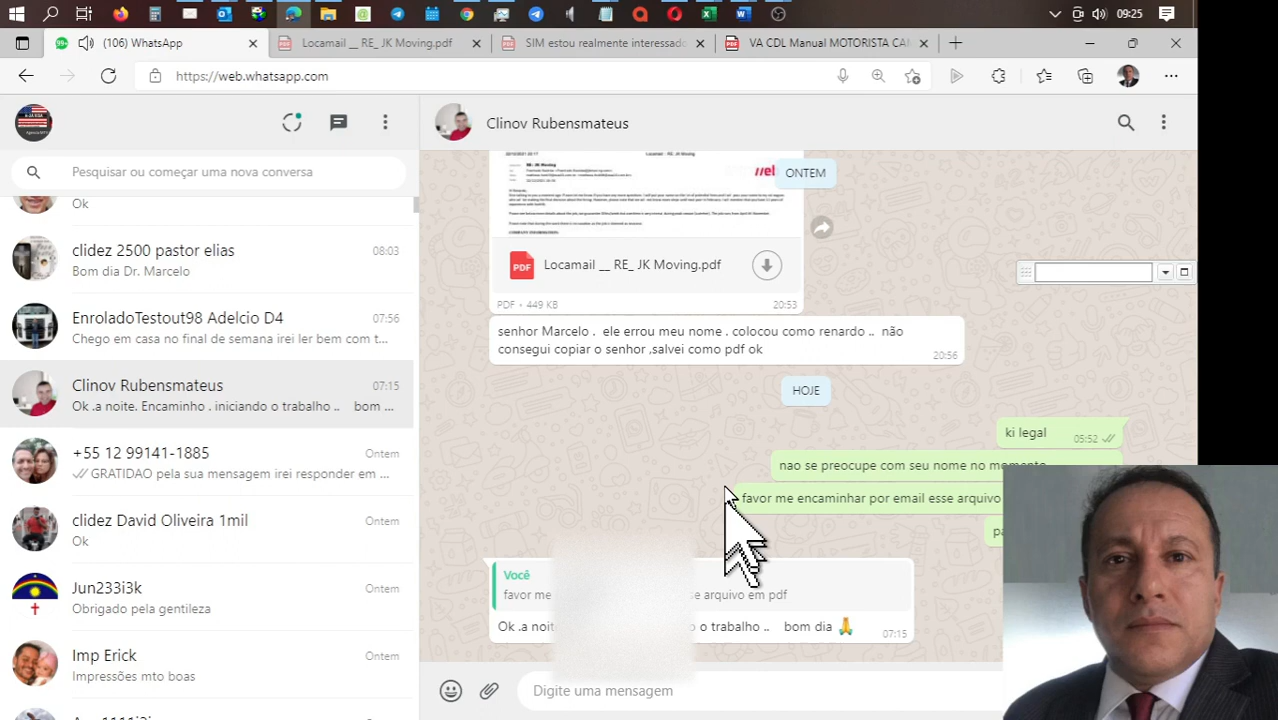 09:25
(106) WhatsApp
Locamail __ RE_ JK Moving.pdf
SIM estou realmente interessado
VA CDL Manual MOTORISTA CAM
https://web.whatsapp.com
Clinov Rubensmateus
Pesquisar ou começar uma nova conversa
Ok
clidez 2500 pastor elias
08:03
Bom dia Dr. Marcelo
EnroladoTestout98 Adelcio D4
07:56
Chego em casa no final de semana irei ler bem com t...
Clinov Rubensmateus
07:15
Ok .a noite. Encaminho . iniciando o trabalho .. bom ...
+55 12 99141-1885
Ontem
GRATIDAO pela sua mensagem irei responder em ...
clidez David Oliveira 1mil
Ontem
Ok
Jun233i3k
Ontem
Obrigado pela gentileza
Imp Erick
Ontem
Impressões mto boas
RE: JK Moving
ONTEM
PDF
Locamail __ RE_ JK Moving.pdf
PDF • 449 KB
20:53
senhor Marcelo . ele errou meu nome . colocou como renardo .. não
consegui copiar o senhor ,salvei como pdf ok
20:56
HOJE
ki legal
05:52
nao se preocupe com seu nome no momento
favor me encaminhar por email esse arquivo
Você
favor me
se arquivo em pdf
Ok .a noit
o trabalho .. bom dia 🙏
07:15
Digite uma mensagem